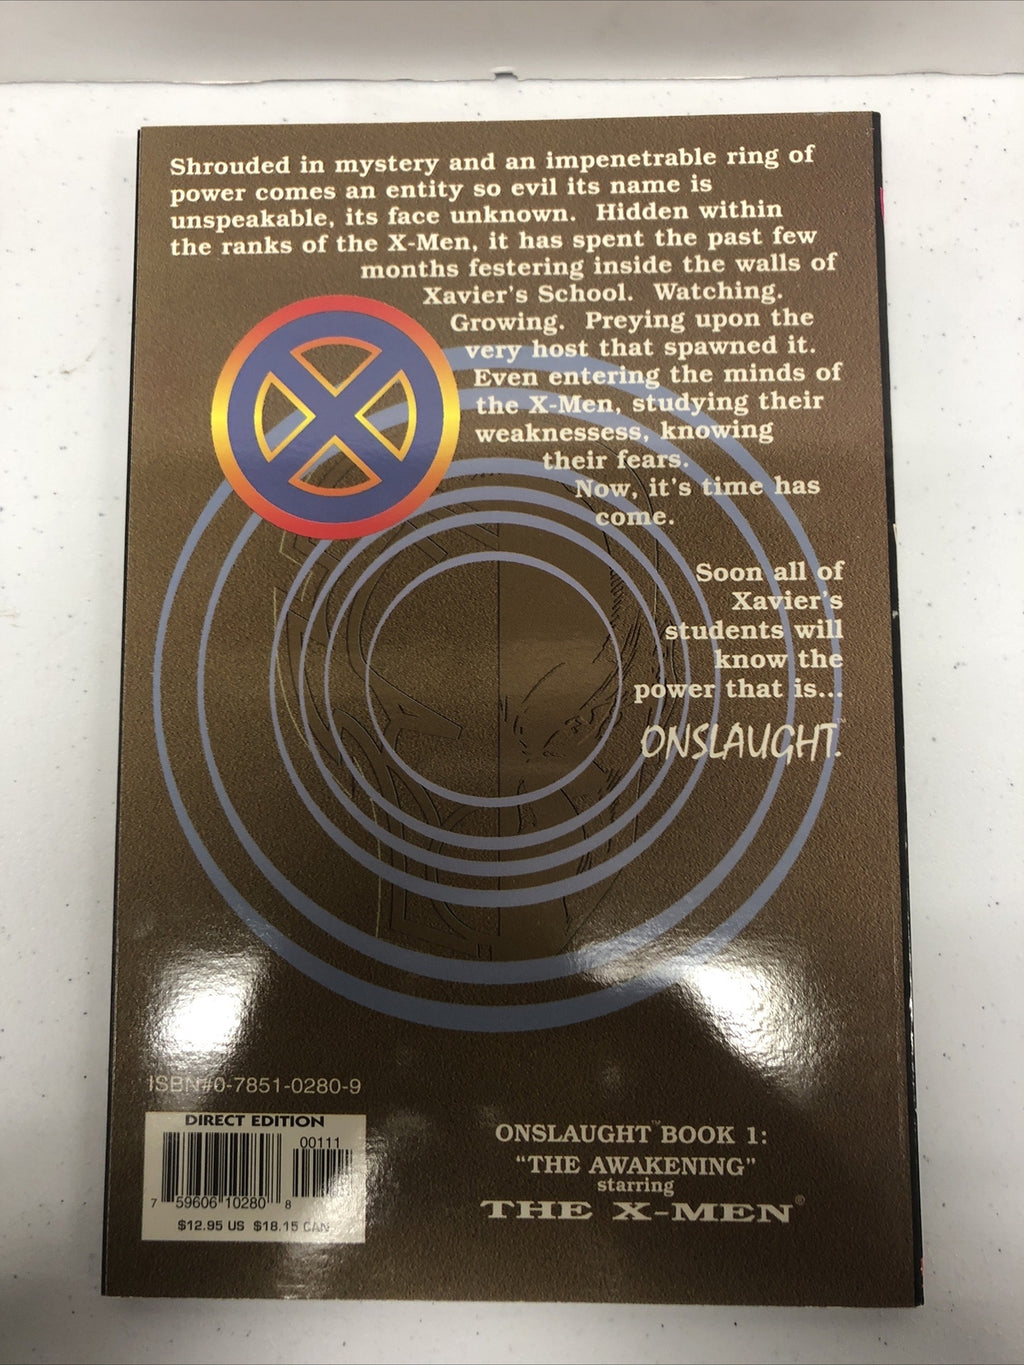 Shrouded in mystery and an impenetrable ring of
power comes an entity so evil its name is
unspeakable, its face unknown. Hidden within
the ranks of the X-Men, it has spent the past few
months festering inside the walls of
Xavier's School. Watching.
Growing. Preying upon the
very host that spawned it.
Even entering the minds of
the X-Men, studying their
weaknessess, knowing
their fears.
Now, it's time has
come.
Soon all of
Xavier's
students will
know the
power that is...
ONSLAUGHT.™
ISBN#0-7851-0280-9
DIRECT EDITION
00111
7 59606 10280 8
$12.95 US $18.15 CAN
ONSLAUGHT™ BOOK 1:
"THE AWAKENING"
starring
THE X-MEN®